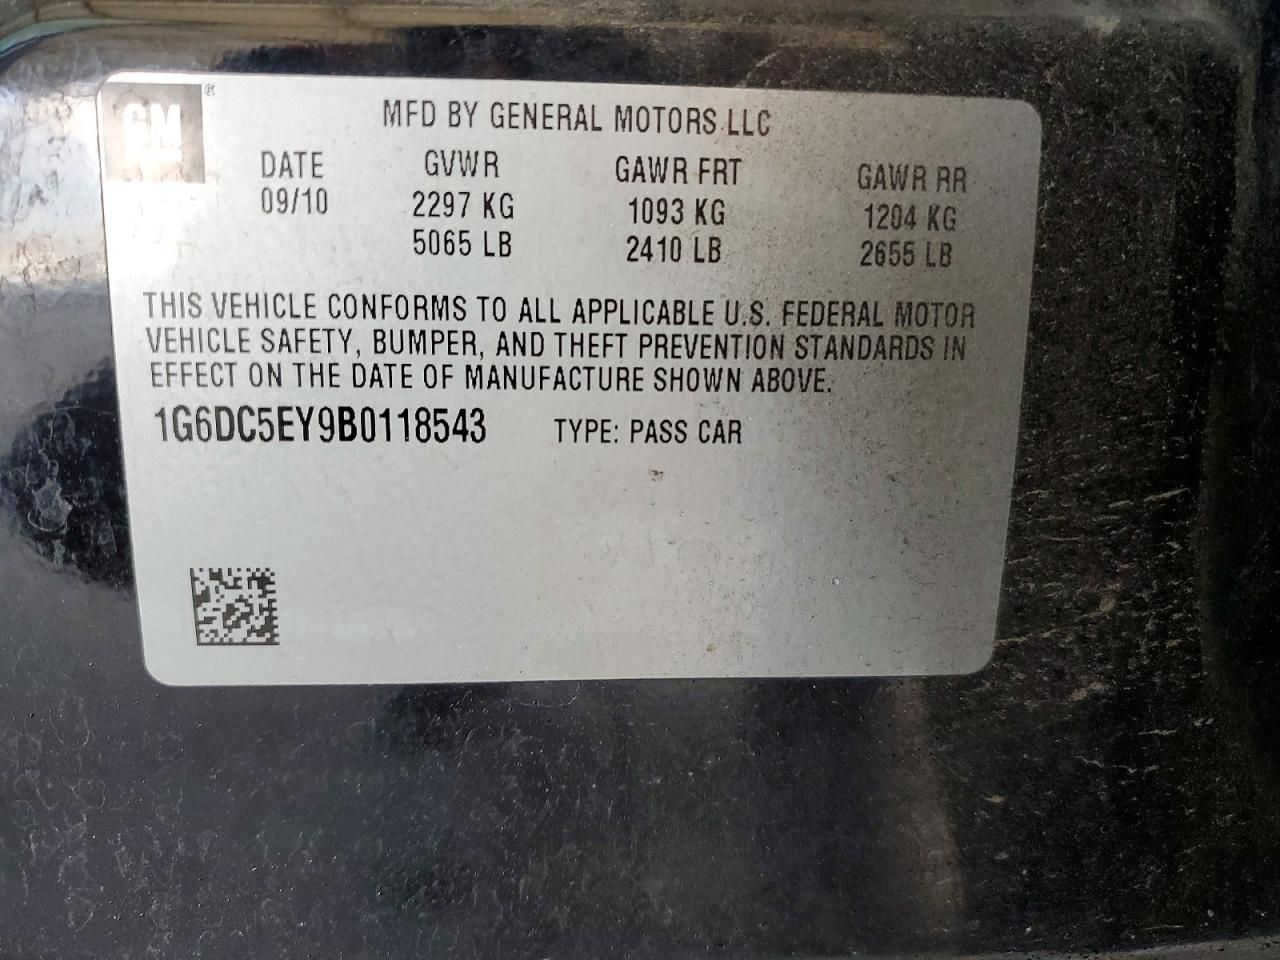 GM ®
MFD BY GENERAL MOTORS LLC
DATE GVWR GAWR FRT GAWR RR
09/10 2297 KG 1093 KG 1204 KG
5065 LB 2410 LB 2655 LB
THIS VEHICLE CONFORMS TO ALL APPLICABLE U.S. FEDERAL MOTOR
VEHICLE SAFETY, BUMPER, AND THEFT PREVENTION STANDARDS IN
EFFECT ON THE DATE OF MANUFACTURE SHOWN ABOVE.
1G6DC5EY9B0118543 TYPE: PASS CAR